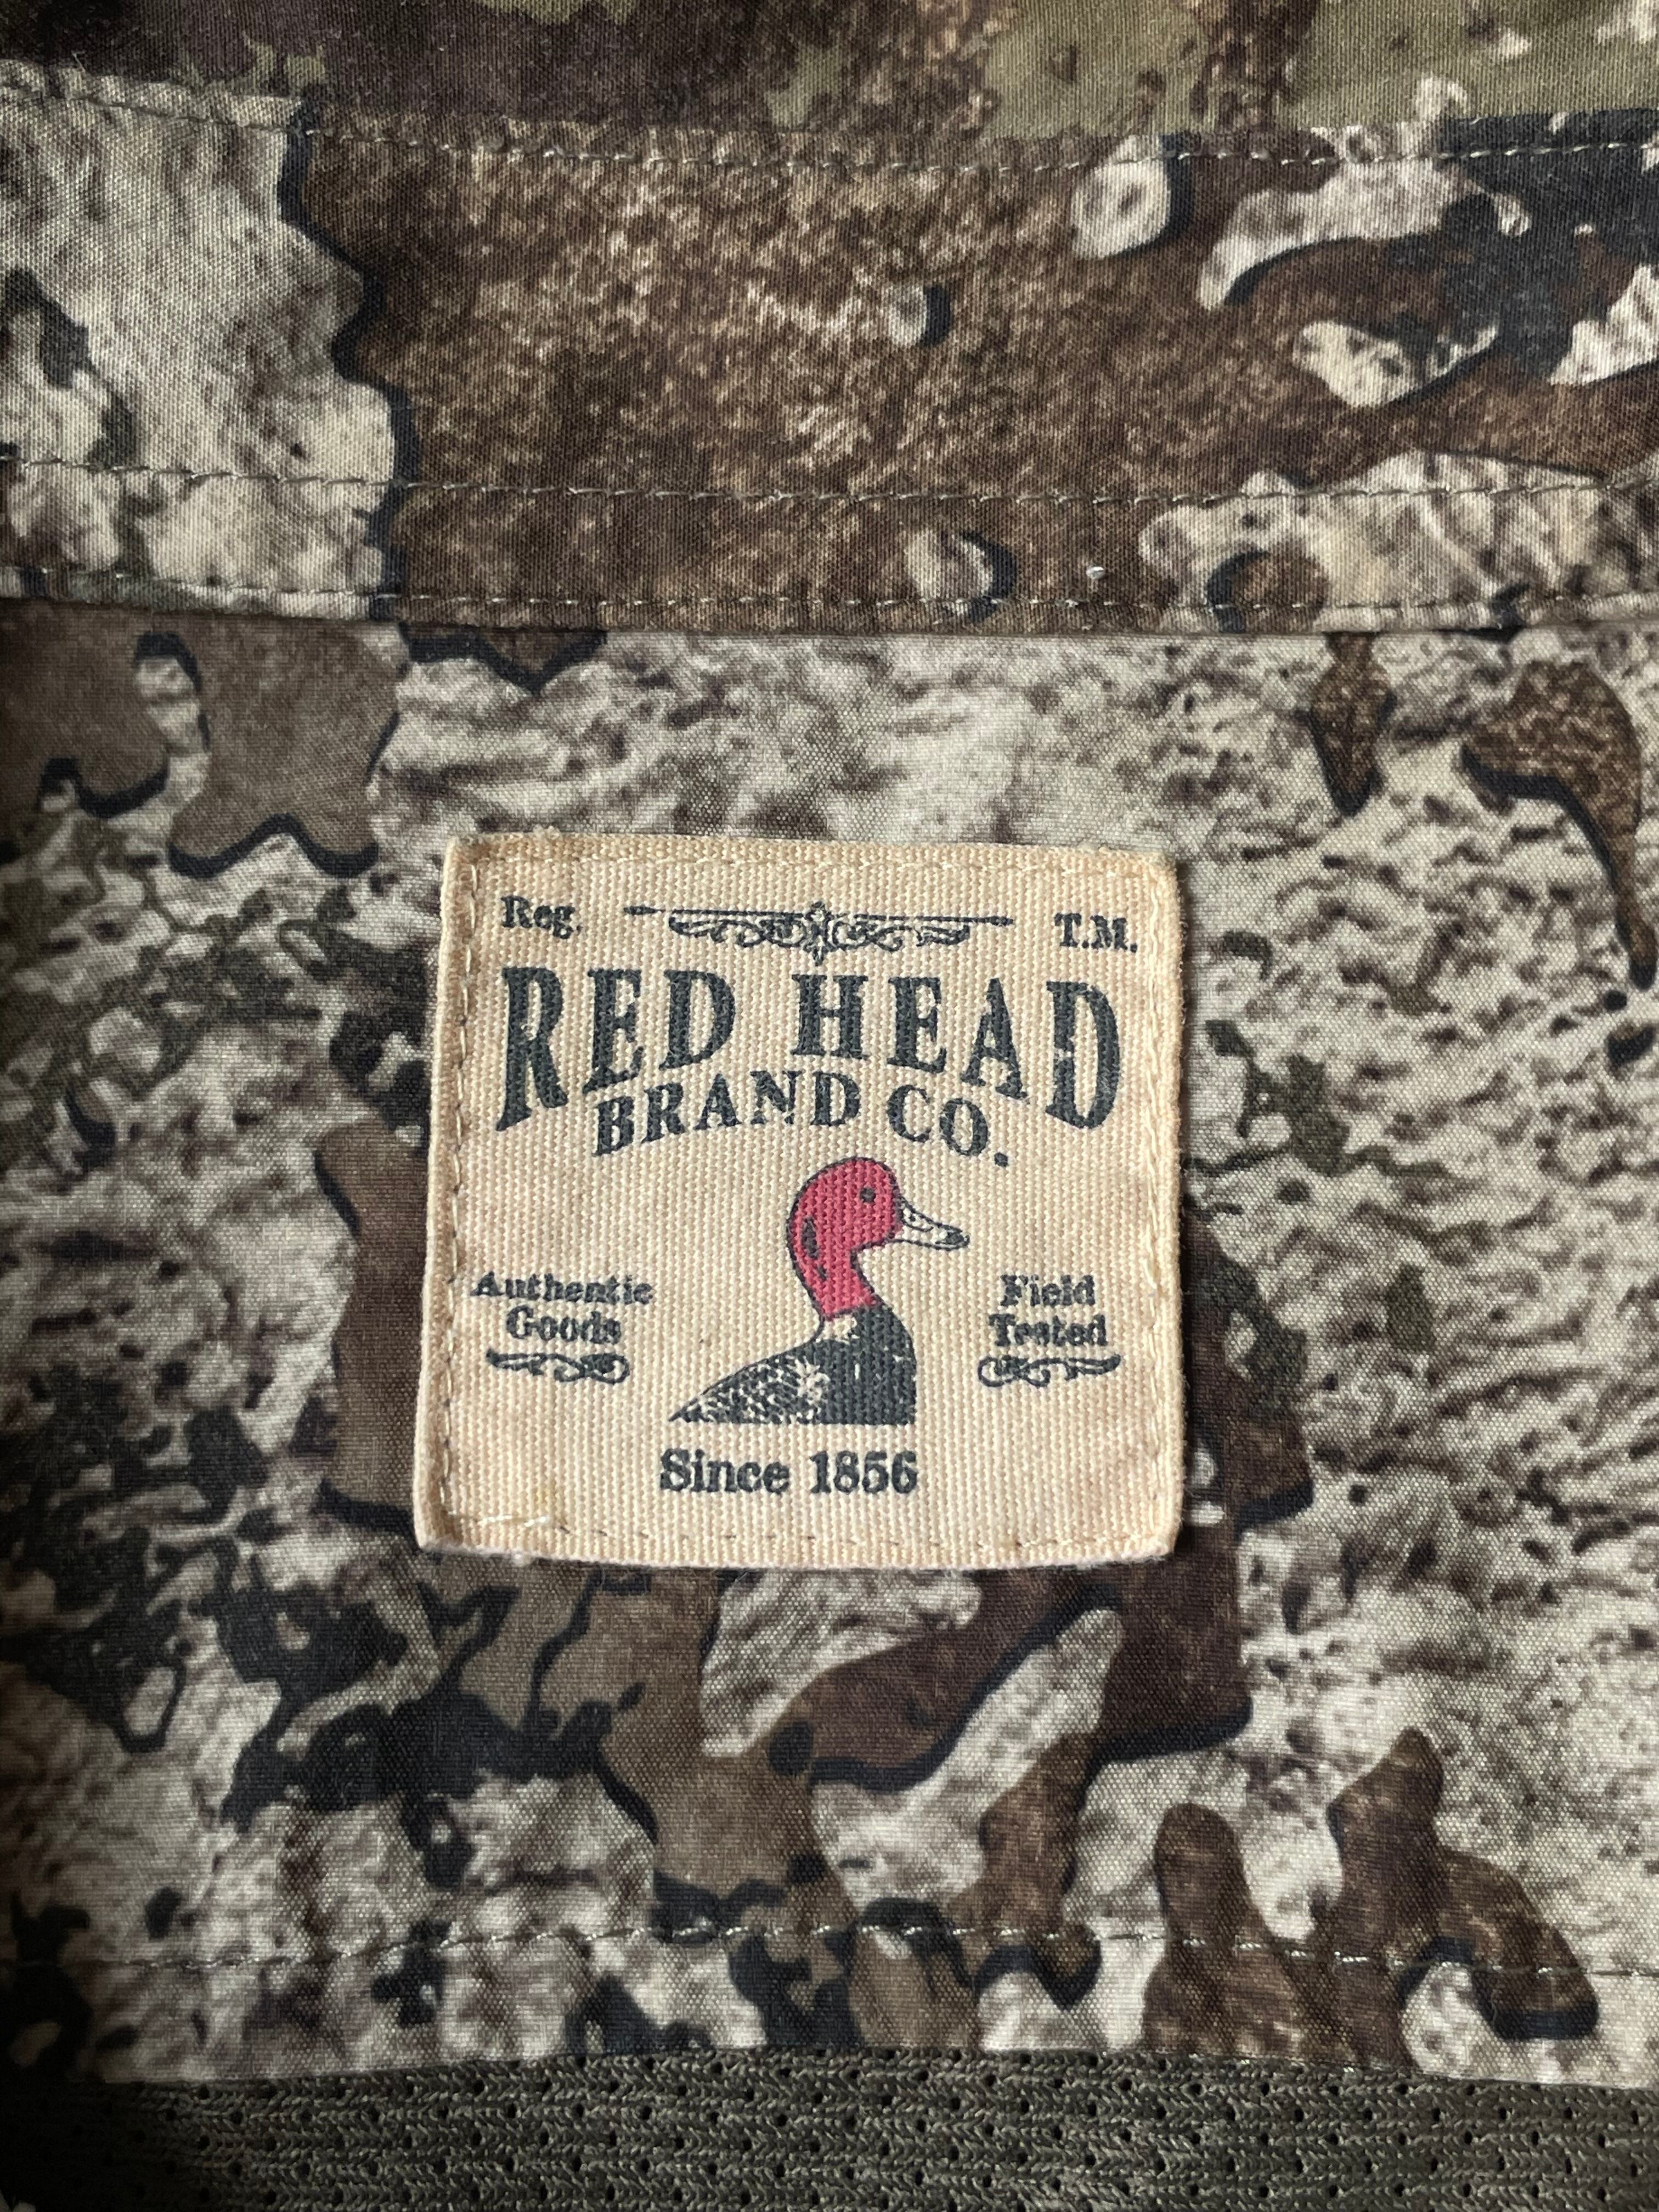 Reg. T.M.
RED HEAD
BRAND CO.
Authentic
Goods
Field
Tested
Since 1856